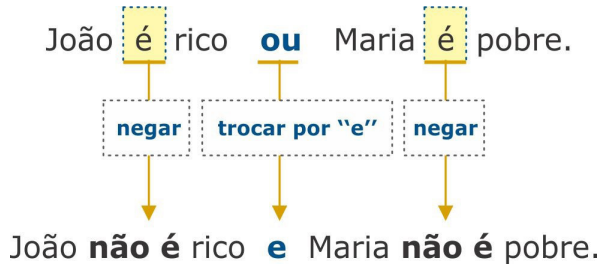 João é rico ou Maria é pobre.
negar trocar por ‘‘e’’ negar
João não é rico e Maria não é pobre.